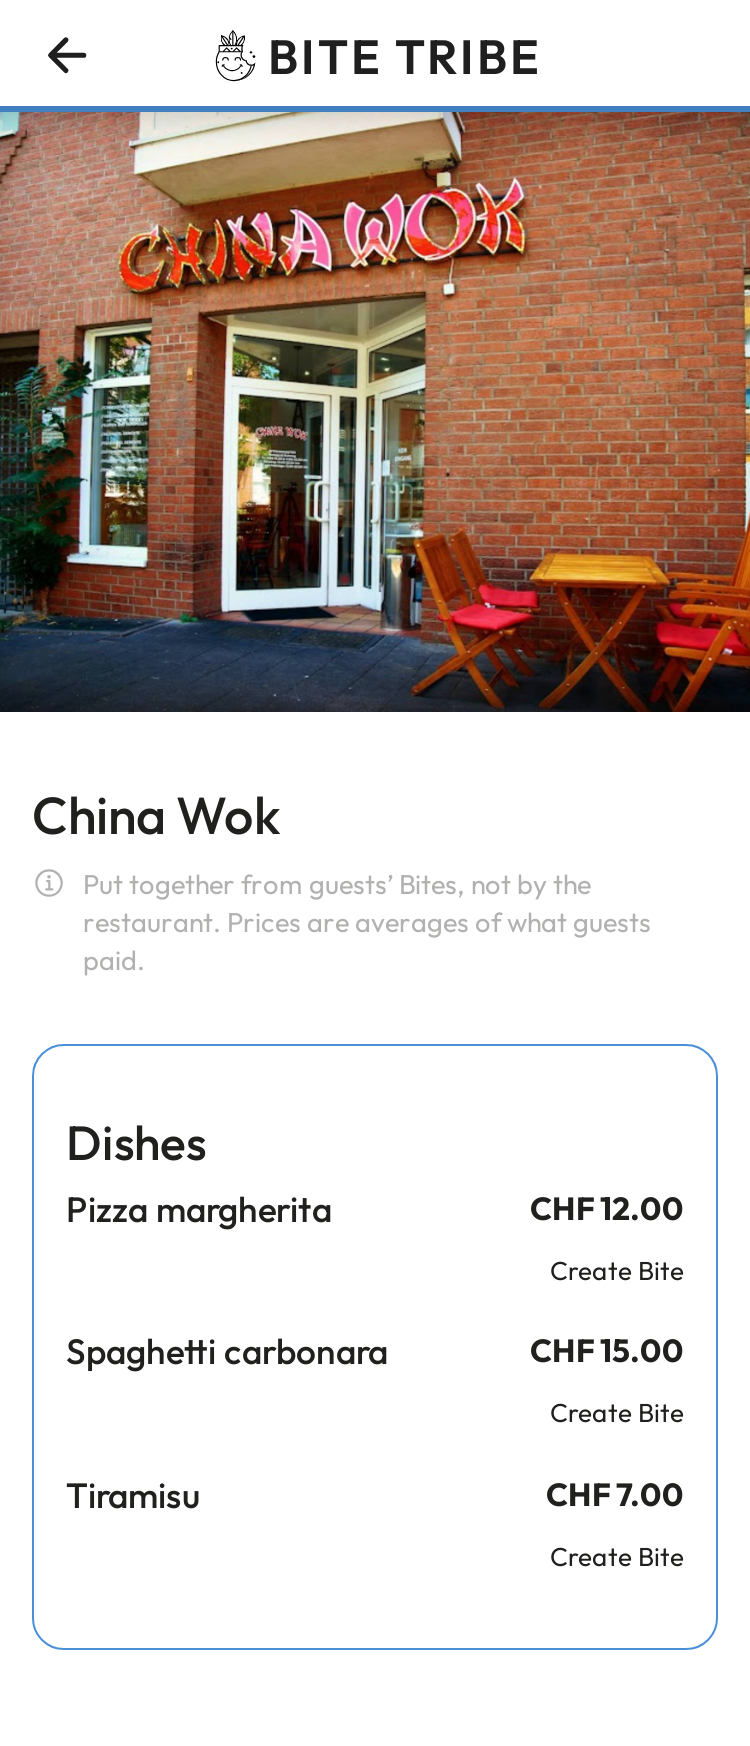 BITE TRIBE
CHINA WOK
CHINA WOK
China Wok
Put together from guests’ Bites, not by the
restaurant. Prices are averages of what guests
paid.
Dishes
Pizza margherita CHF 12.00
Create Bite
Spaghetti carbonara CHF 15.00
Create Bite
Tiramisu CHF 7.00
Create Bite